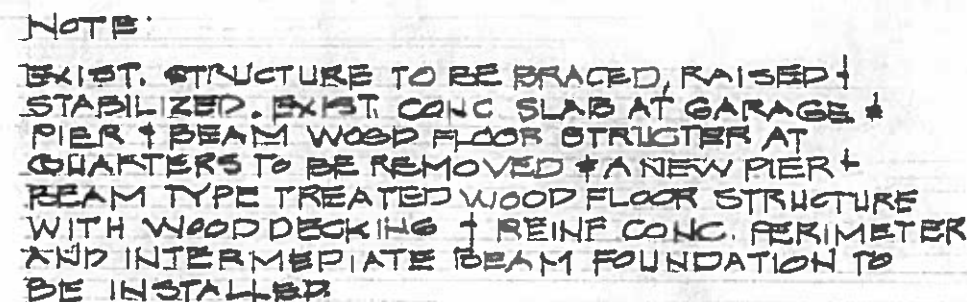 NOTE:
EXIST. STRUCTURE TO BE BRACED, RAISED &
STABILIZED. EXIST. CONC SLAB AT GARAGE &
PIER & BEAM WOOD FLOOR STRUCTER AT
QUARTERS TO BE REMOVED & A NEW PIER &
BEAM TYPE TREATED WOOD FLOOR STRUCTURE
WITH WOOD DECKING & REINF CONC. PERIMETER
AND INTERMEDIATE BEAM FOUNDATION TO
BE INSTALLED.